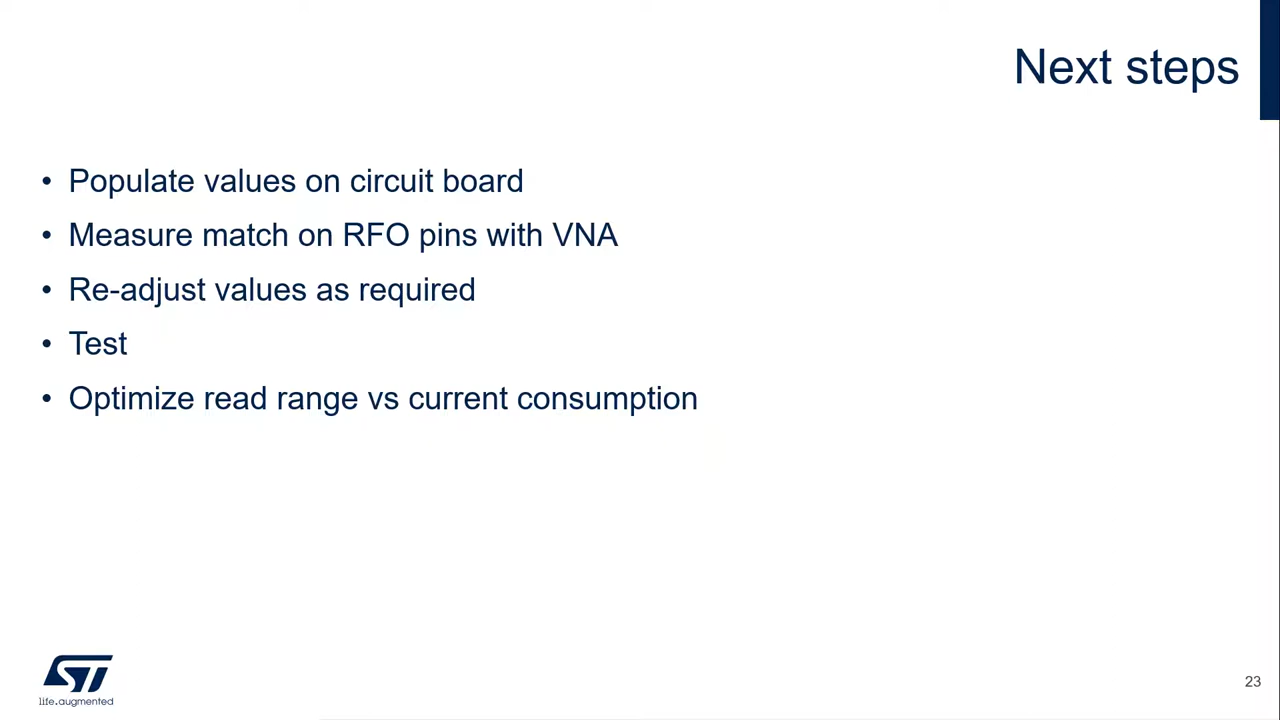 Next steps
• Populate values on circuit board
• Measure match on RFO pins with VNA
• Re-adjust values as required
• Test
• Optimize read range vs current consumption
ST
life.augmented
23